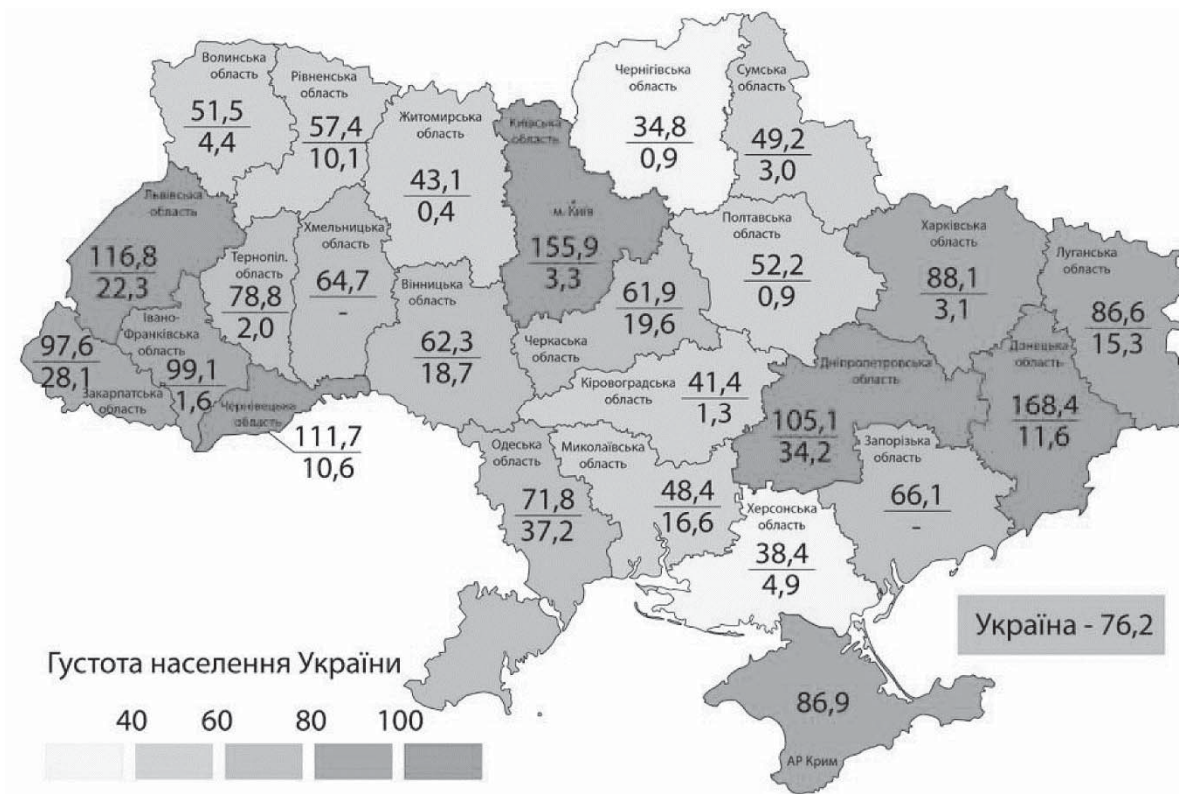 Волинська
область
51,5
4,4
Рівненська
область
57,4
10,1
Житомирська
область
43,1
0,4
Київська
область
м. Київ
155,9
3,3
Чернігівська
область
34,8
0,9
Сумська
область
49,2
3,0
Львівська
область
116,8
22,3
Тернопіл.
область
78,8
2,0
Хмельницька
область
64,7
-
Вінницька
область
62,3
18,7
61,9
19,6
Черкаська
область
Полтавська
область
52,2
0,9
Харківська
область
88,1
3,1
Луганська
область
86,6
15,3
97,6
28,1
Закарпатська
область
Івано-
Франківська
область
99,1
1,6
Чернівецька
область
111,7
10,6
Кіровоградська
область
41,4
1,3
Дніпропетровська
область
105,1
34,2
Донецька
область
168,4
11,6
Одеська
область
71,8
37,2
Миколаївська
область
48,4
16,6
Херсонська
область
38,4
4,9
Запорізька
область
66,1
-
Україна - 76,2
86,9
АР Крим
Густота населення України
40 60 80 100